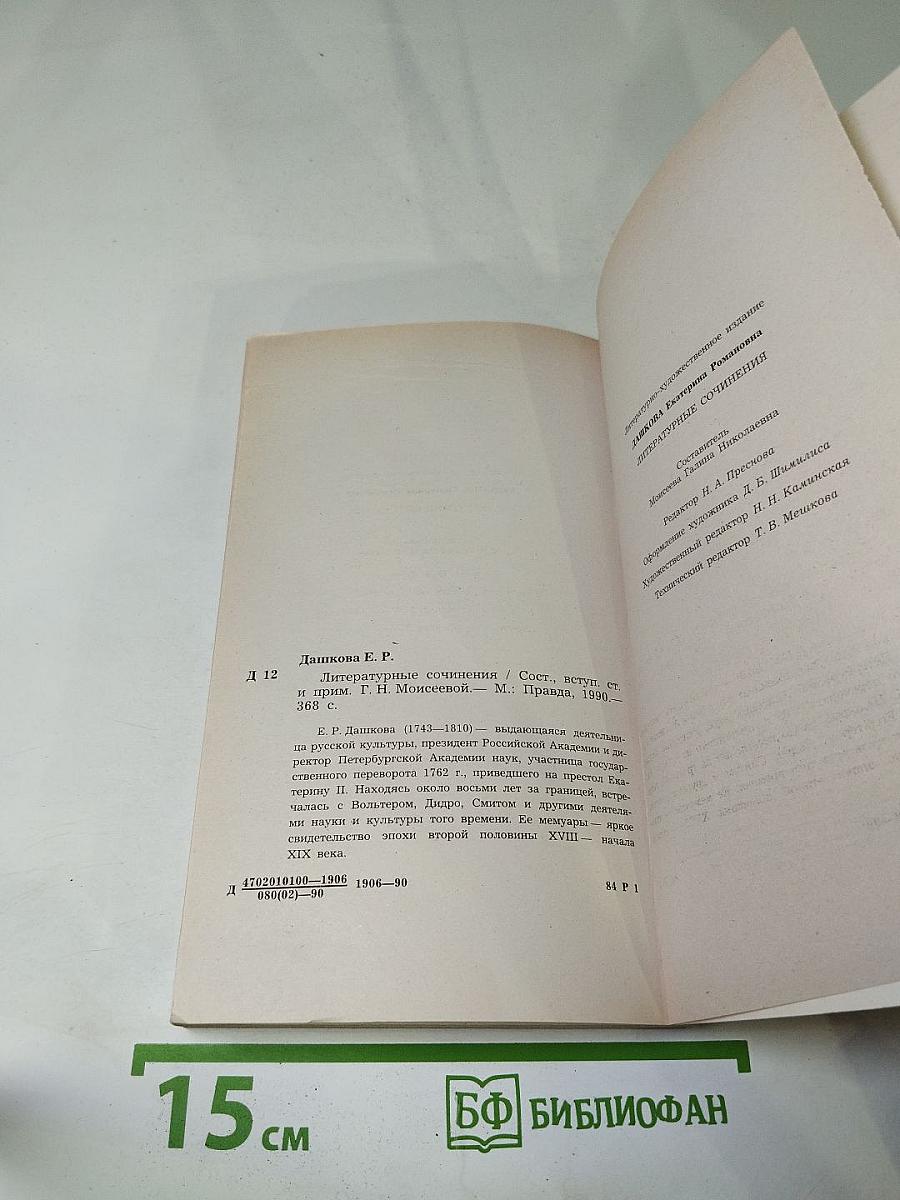 Дашкова Е. Р.
Д 12
Литературные сочинения / Сост., вступ. ст.
и прим. Г. Н. Моисеевой.— М.: Правда, 1990.—
368 с.
Е. Р. Дашкова (1743—1810) — выдающаяся деятельни-
ца русской культуры, президент Российской Академии и ди-
ректор Петербургской Академии наук, участница государ-
ственного переворота 1762 г., приведшего на престол Ека-
терину II. Находясь около восьми лет за границей, встре-
чалась с Вольтером, Дидро, Смитом и другими деятеля-
ми науки и культуры того времени. Ее мемуары — яркое
свидетельство эпохи второй половины XVIII — начала
XIX века.
Д 4702010100—1906
080(02)—90
1906—90
84 Р 1
Литературно-художественное издание
ДАШКОВА Екатерина Романовна
ЛИТЕРАТУРНЫЕ СОЧИНЕНИЯ
Составитель
Моисеева Галина Николаевна
Редактор Н. А. Преснова
Оформление художника Д. Б. Шимилиса
Художественный редактор Н. Н. Каминская
Технический редактор Т. В. Мешкова
15 см
БФ БИБЛИОФАН